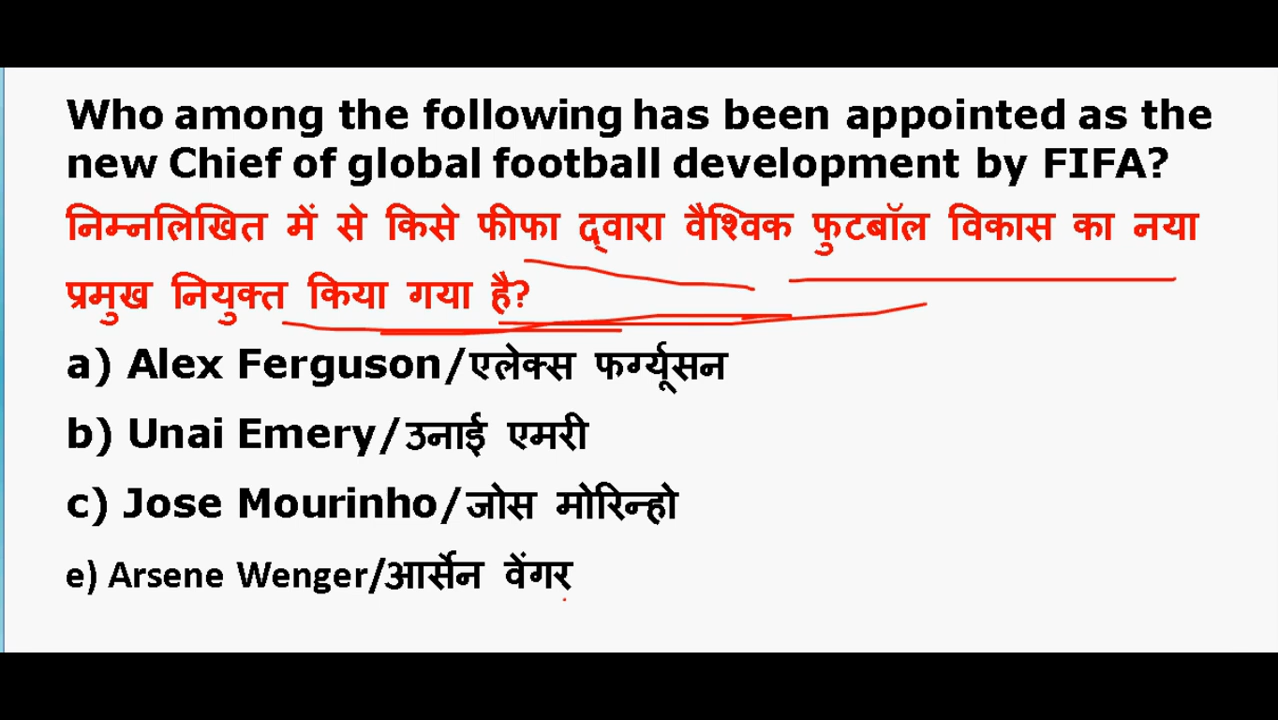 Who among the following has been appointed as the
new Chief of global football development by FIFA?
निम्नलिखित में से किसे फीफा द्वारा वैश्विक फुटबॉल विकास का नया
प्रमुख नियुक्त किया गया है?
a) Alex Ferguson/एलेक्स फर्ग्यूसन
b) Unai Emery/उनाई एमरी
c) Jose Mourinho/जोस मोरिन्हो
e) Arsene Wenger/आर्सेन वेंगर